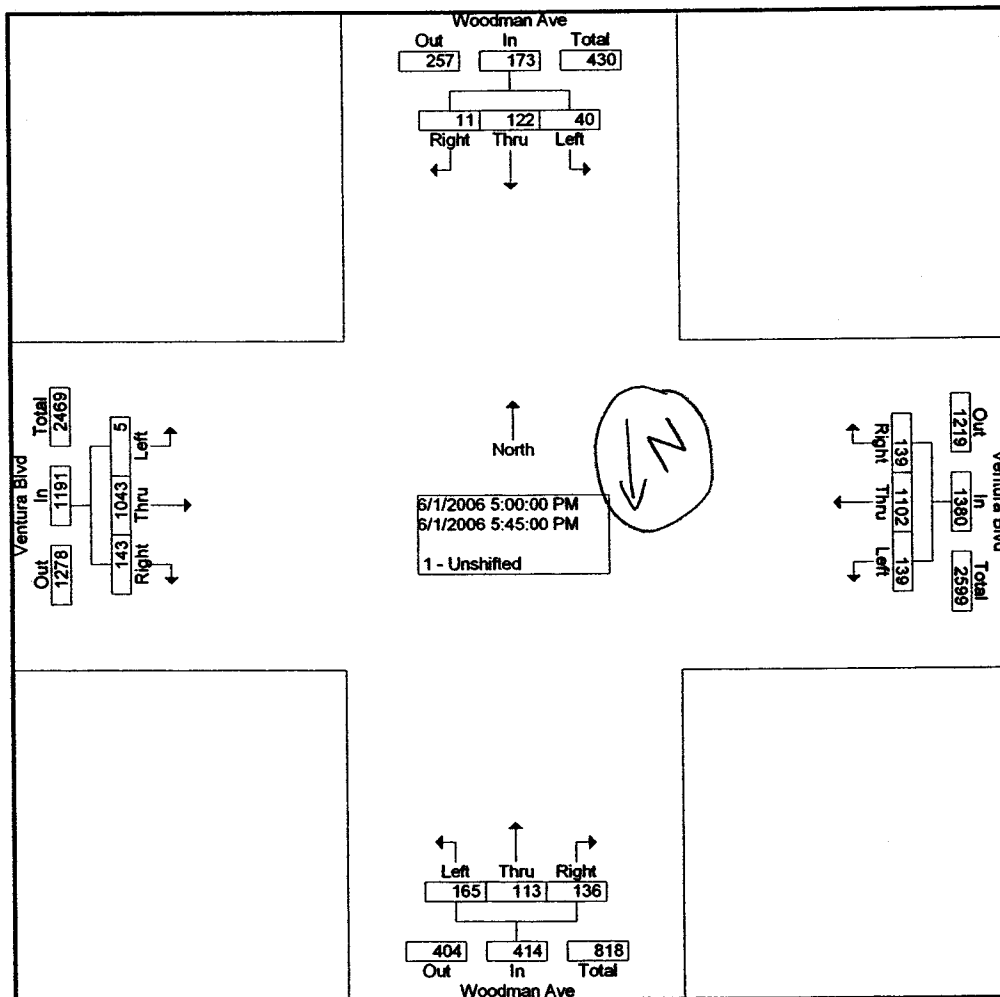 Woodman Ave
Out In Total
257 173 430
11 122 40
Right Thru Left
Ventura Blvd
Total In Out
2469 1191 1278
5 1043 143
Left Thru Right
North
N
6/1/2006 5:00:00 PM
6/1/2006 5:45:00 PM
1 - Unshifted
Right Thru Left
139 1102 139
Out In Total
1219 1380 2599
Ventura Blvd
Left Thru Right
165 113 136
404 414 818
Out In Total
Woodman Ave